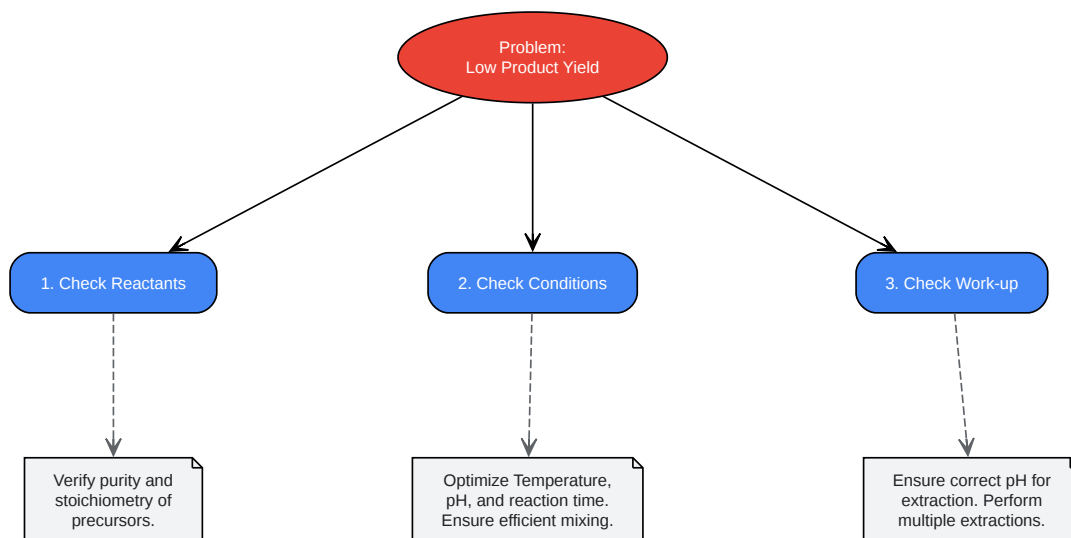 Problem:
Low Product Yield
1. Check Reactants
2. Check Conditions
3. Check Work-up
Verify purity and
stoichiometry of
precursors.
Optimize Temperature,
pH, and reaction time.
Ensure efficient mixing.
Ensure correct pH for
extraction. Perform
multiple extractions.